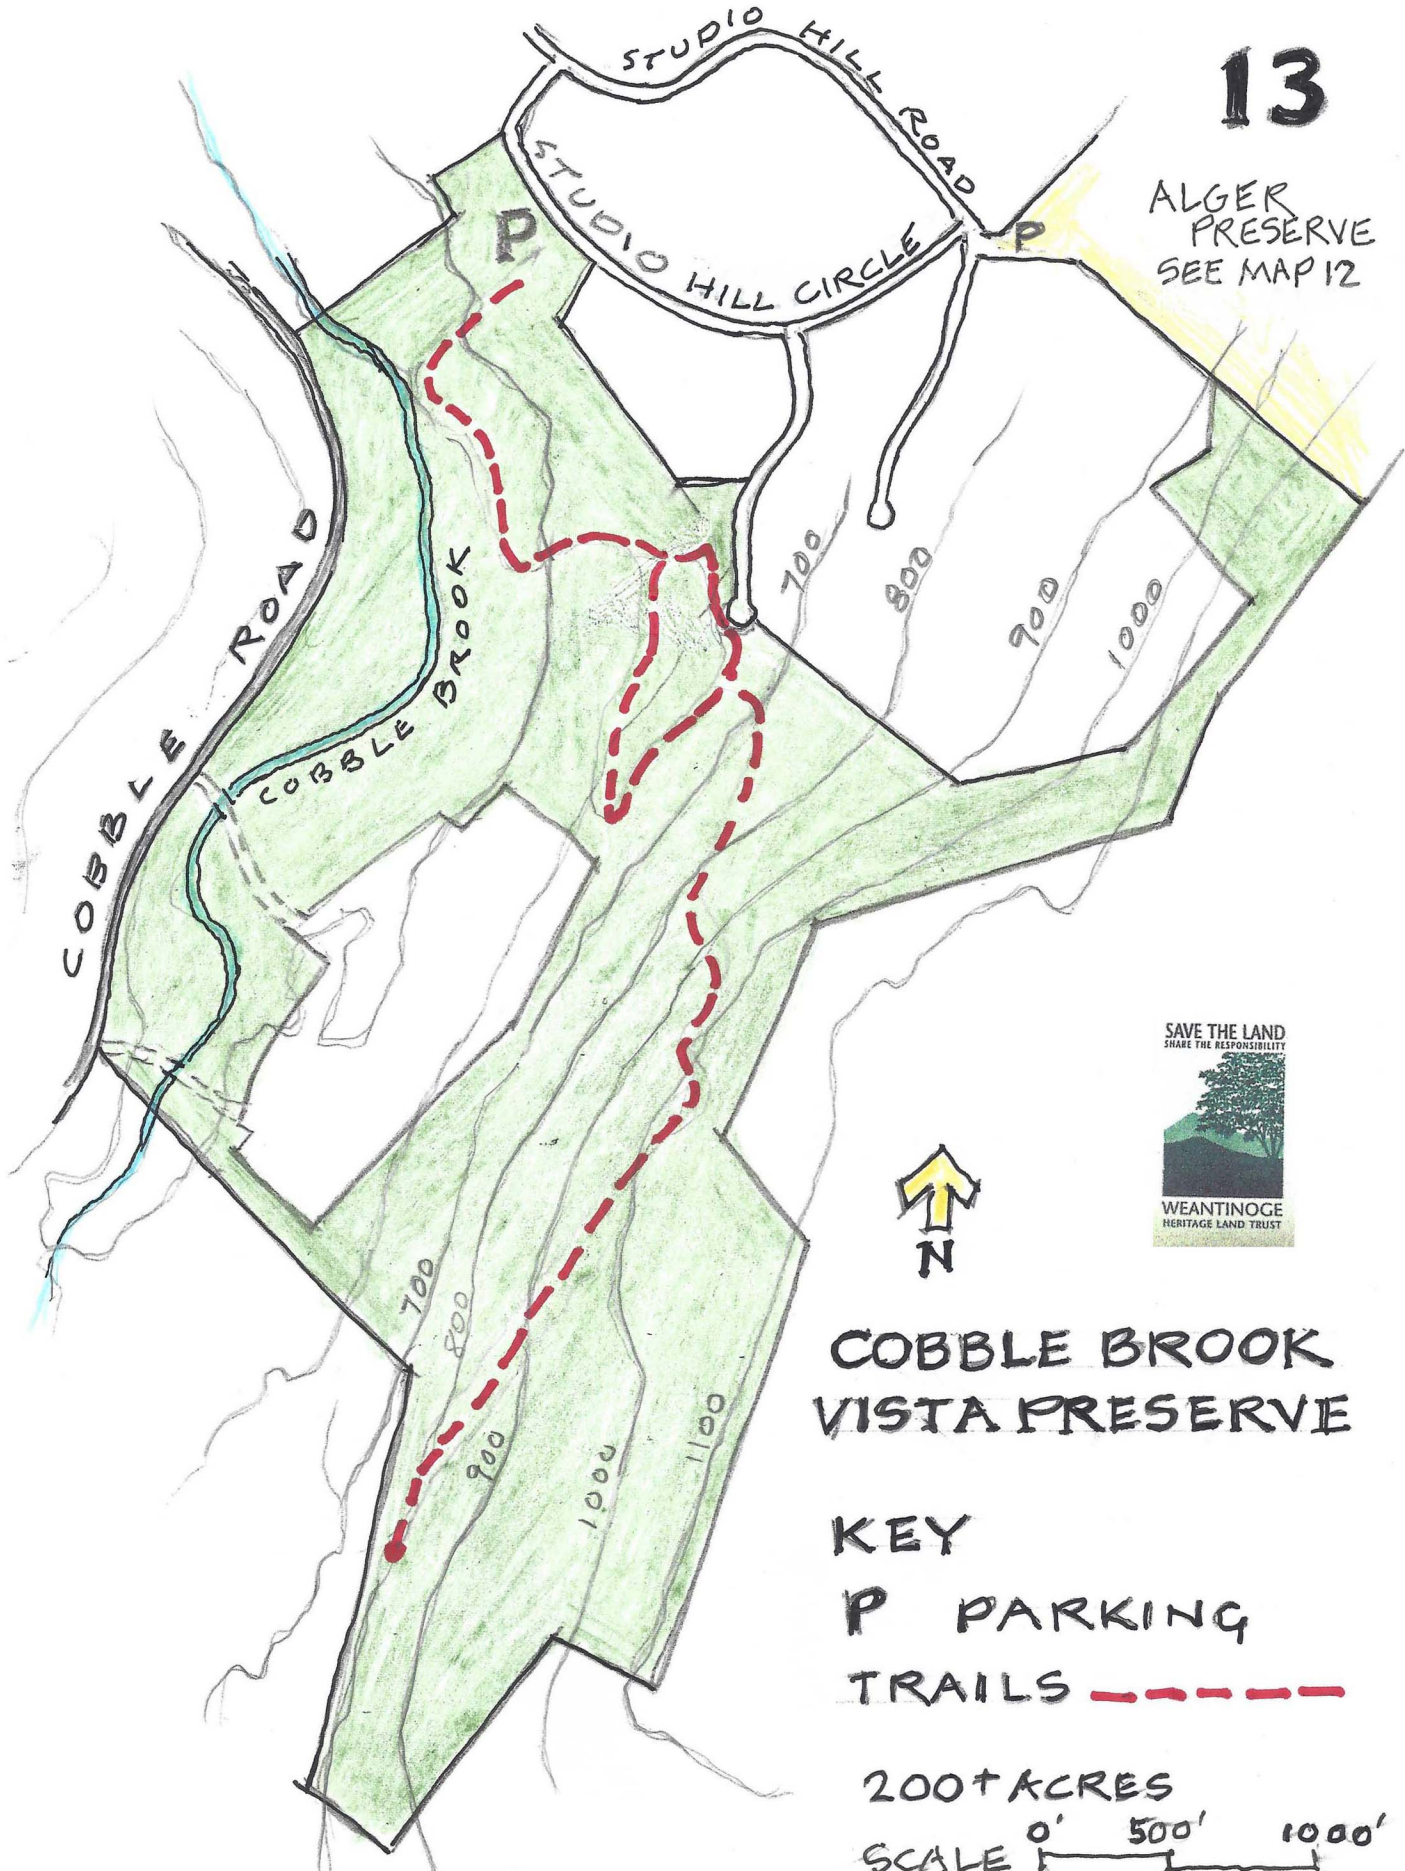 STUDIO HILL ROAD
13
STUDIO HILL CIRCLE
P
P
ALGER
PRESERVE
SEE MAP 12
COBBLE ROAD
COBBLE BROOK
700
800
900
1000
SAVE THE LAND
SHARE THE RESPONSIBILITY
WEANTINOGE
HERITAGE LAND TRUST
N
700
800
900
1000
1100
COBBLE BROOK
VISTA PRESERVE
KEY
P PARKING
TRAILS
200+ ACRES
SCALE 0' 500' 1000'